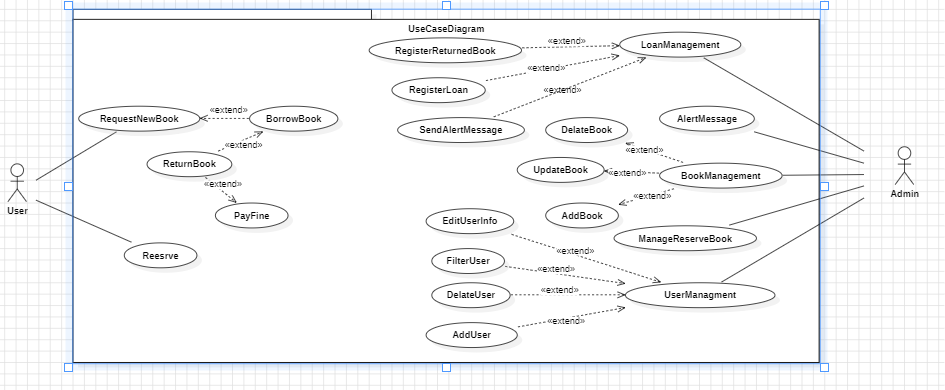 UseCaseDiagram
RegisterReturnedBook
«extend»
LoanManagement
«extend»
RegisterLoan
«extend»
RequestNewBook
«extend»
BorrowBook
SendAlertMessage
DelateBook
AlertMessage
«extend»
«extend»
ReturnBook
UpdateBook
«extend»
BookManagement
«extend»
«extend»
User
Admin
PayFine
EditUserInfo
AddBook
ManageReserveBook
Reesrve
«extend»
FilterUser
«extend»
DelateUser
«extend»
UserManagment
«extend»
AddUser